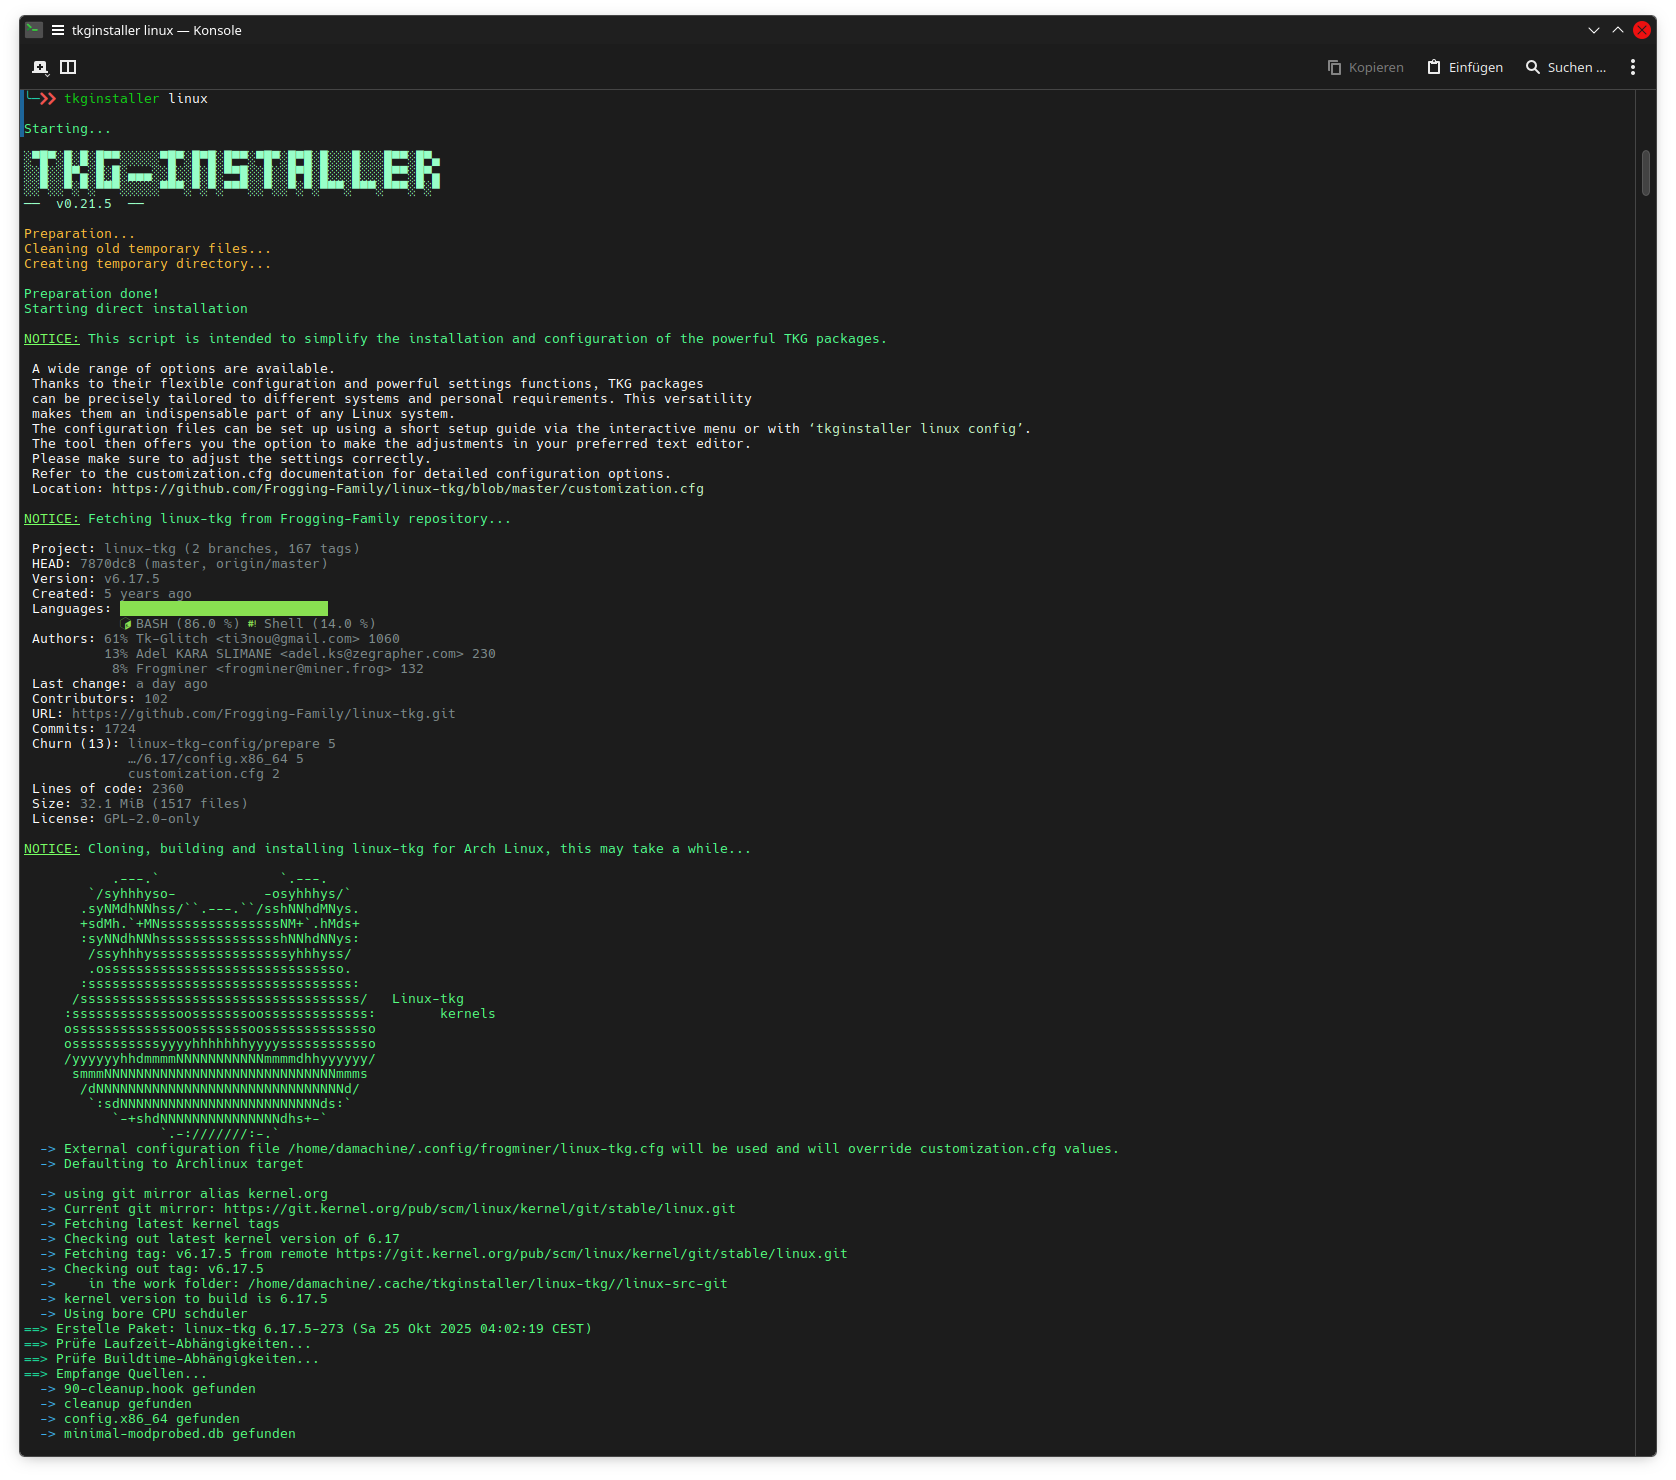 tkginstaller linux — Konsole
Kopieren Einfügen Suchen ...
╰─❯❯ tkginstaller linux
Starting...
TKG-INSTALLER
── v0.21.5 ──
Preparation...
Cleaning old temporary files...
Creating temporary directory...
Preparation done!
Starting direct installation
NOTICE: This script is intended to simplify the installation and configuration of the powerful TKG packages.
A wide range of options are available.
Thanks to their flexible configuration and powerful settings functions, TKG packages
can be precisely tailored to different systems and personal requirements. This versatility
makes them an indispensable part of any Linux system.
The configuration files can be set up using a short setup guide via the interactive menu or with ‘tkginstaller linux config’.
The tool then offers you the option to make the adjustments in your preferred text editor.
Please make sure to adjust the settings correctly.
Refer to the customization.cfg documentation for detailed configuration options.
Location: https://github.com/Frogging-Family/linux-tkg/blob/master/customization.cfg
NOTICE: Fetching linux-tkg from Frogging-Family repository...
Project: linux-tkg (2 branches, 167 tags)
HEAD: 7870dc8 (master, origin/master)
Version: v6.17.5
Created: 5 years ago
Languages:
BASH (86.0 %) #! Shell (14.0 %)
Authors: 61% Tk-Glitch <ti3nou@gmail.com> 1060
13% Adel KARA SLIMANE <adel.ks@zegrapher.com> 230
8% Frogminer <frogminer@miner.frog> 132
Last change: a day ago
Contributors: 102
URL: https://github.com/Frogging-Family/linux-tkg.git
Commits: 1724
Churn (13): linux-tkg-config/prepare 5
…/6.17/config.x86_64 5
customization.cfg 2
Lines of code: 2360
Size: 32.1 MiB (1517 files)
License: GPL-2.0-only
NOTICE: Cloning, building and installing linux-tkg for Arch Linux, this may take a while...
Linux-tkg
kernels
-> External configuration file /home/damachine/.config/frogminer/linux-tkg.cfg will be used and will override customization.cfg values.
-> Defaulting to Archlinux target
-> using git mirror alias kernel.org
-> Current git mirror: https://git.kernel.org/pub/scm/linux/kernel/git/stable/linux.git
-> Fetching latest kernel tags
-> Checking out latest kernel version of 6.17
-> Fetching tag: v6.17.5 from remote https://git.kernel.org/pub/scm/linux/kernel/git/stable/linux.git
-> Checking out tag: v6.17.5
-> in the work folder: /home/damachine/.cache/tkginstaller/linux-tkg//linux-src-git
-> kernel version to build is 6.17.5
-> Using bore CPU schduler
==> Erstelle Paket: linux-tkg 6.17.5-273 (Sa 25 Okt 2025 04:02:19 CEST)
==> Prüfe Laufzeit-Abhängigkeiten...
==> Prüfe Buildtime-Abhängigkeiten...
==> Empfange Quellen...
-> 90-cleanup.hook gefunden
-> cleanup gefunden
-> config.x86_64 gefunden
-> minimal-modprobed.db gefunden